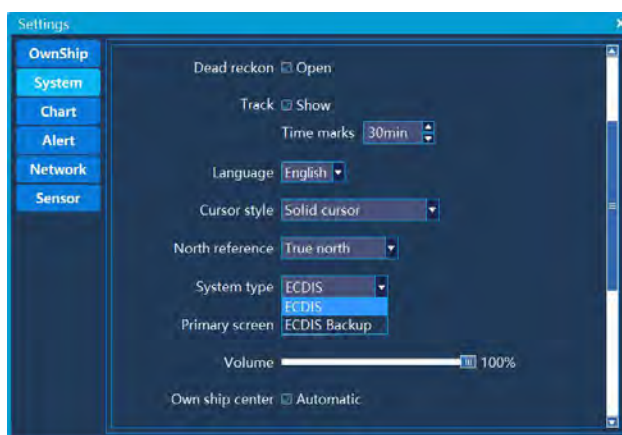 Settings
OwnShip
System
Chart
Alert
Network
Sensor
Dead reckon Open
Track Show
Time marks 30min
Language English
Cursor style Solid cursor
North reference True north
System type ECDIS
ECDIS
Primary screen ECDIS Backup
Volume 100%
Own ship center Automatic